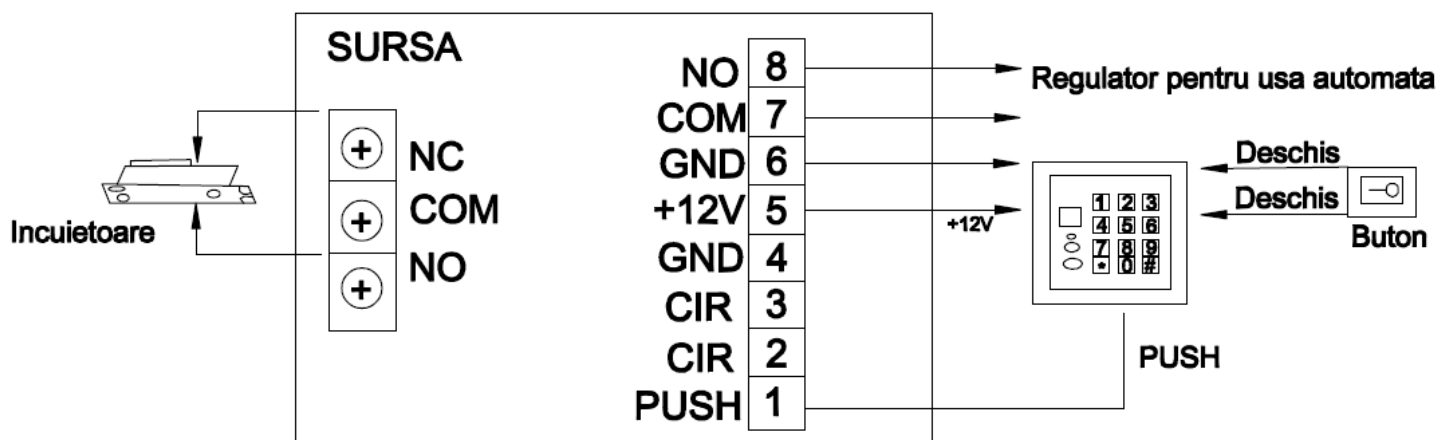 SURSA
NC
COM
NO
Incuietoare
NO 8
COM 7
GND 6
+12V 5
GND 4
CIR 3
CIR 2
PUSH 1
Regulator pentru usa automata
+12V
1 2 3
4 5 6
7 8 9
* 0 #
Deschis
Deschis
Buton
PUSH